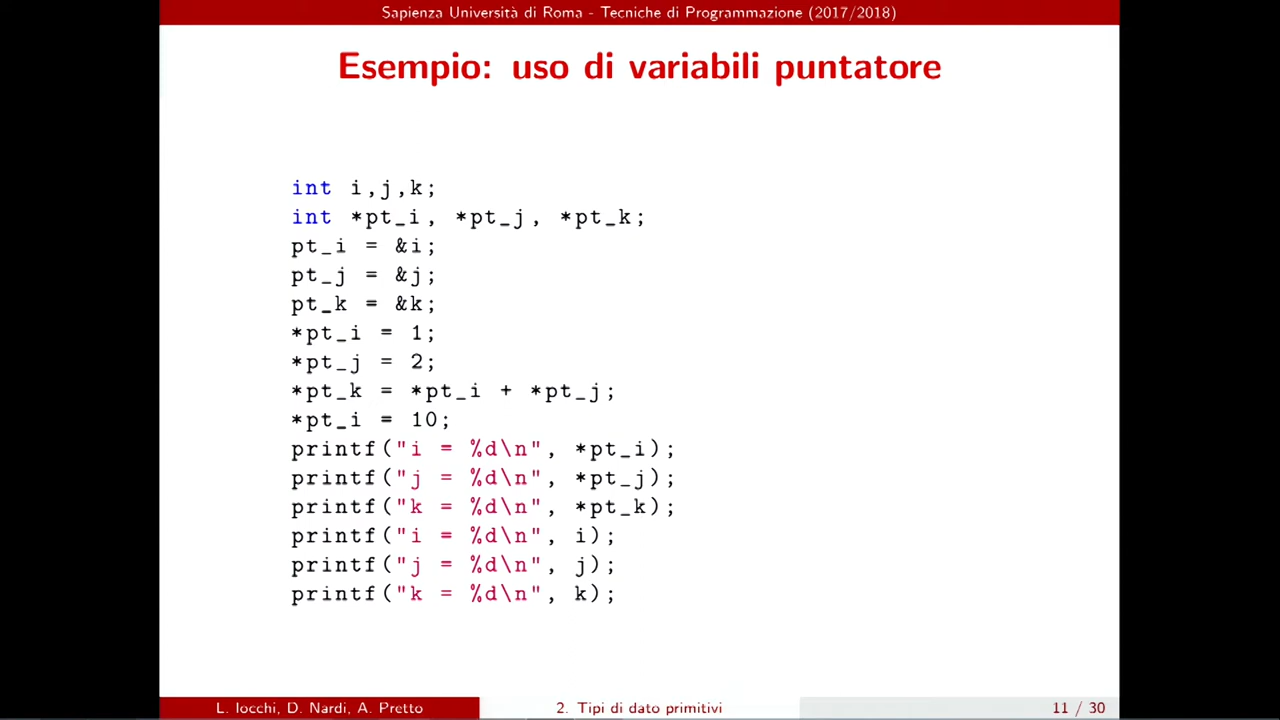 Sapienza Università di Roma - Tecniche di Programmazione (2017/2018)
Esempio: uso di variabili puntatore
int i,j,k;
int *pt_i, *pt_j, *pt_k;
pt_i = &i;
pt_j = &j;
pt_k = &k;
*pt_i = 1;
*pt_j = 2;
*pt_k = *pt_i + *pt_j;
*pt_i = 10;
printf("i = %d\n", *pt_i);
printf("j = %d\n", *pt_j);
printf("k = %d\n", *pt_k);
printf("i = %d\n", i);
printf("j = %d\n", j);
printf("k = %d\n", k);
L. Iocchi, D. Nardi, A. Pretto 2. Tipi di dato primitivi 11 / 30